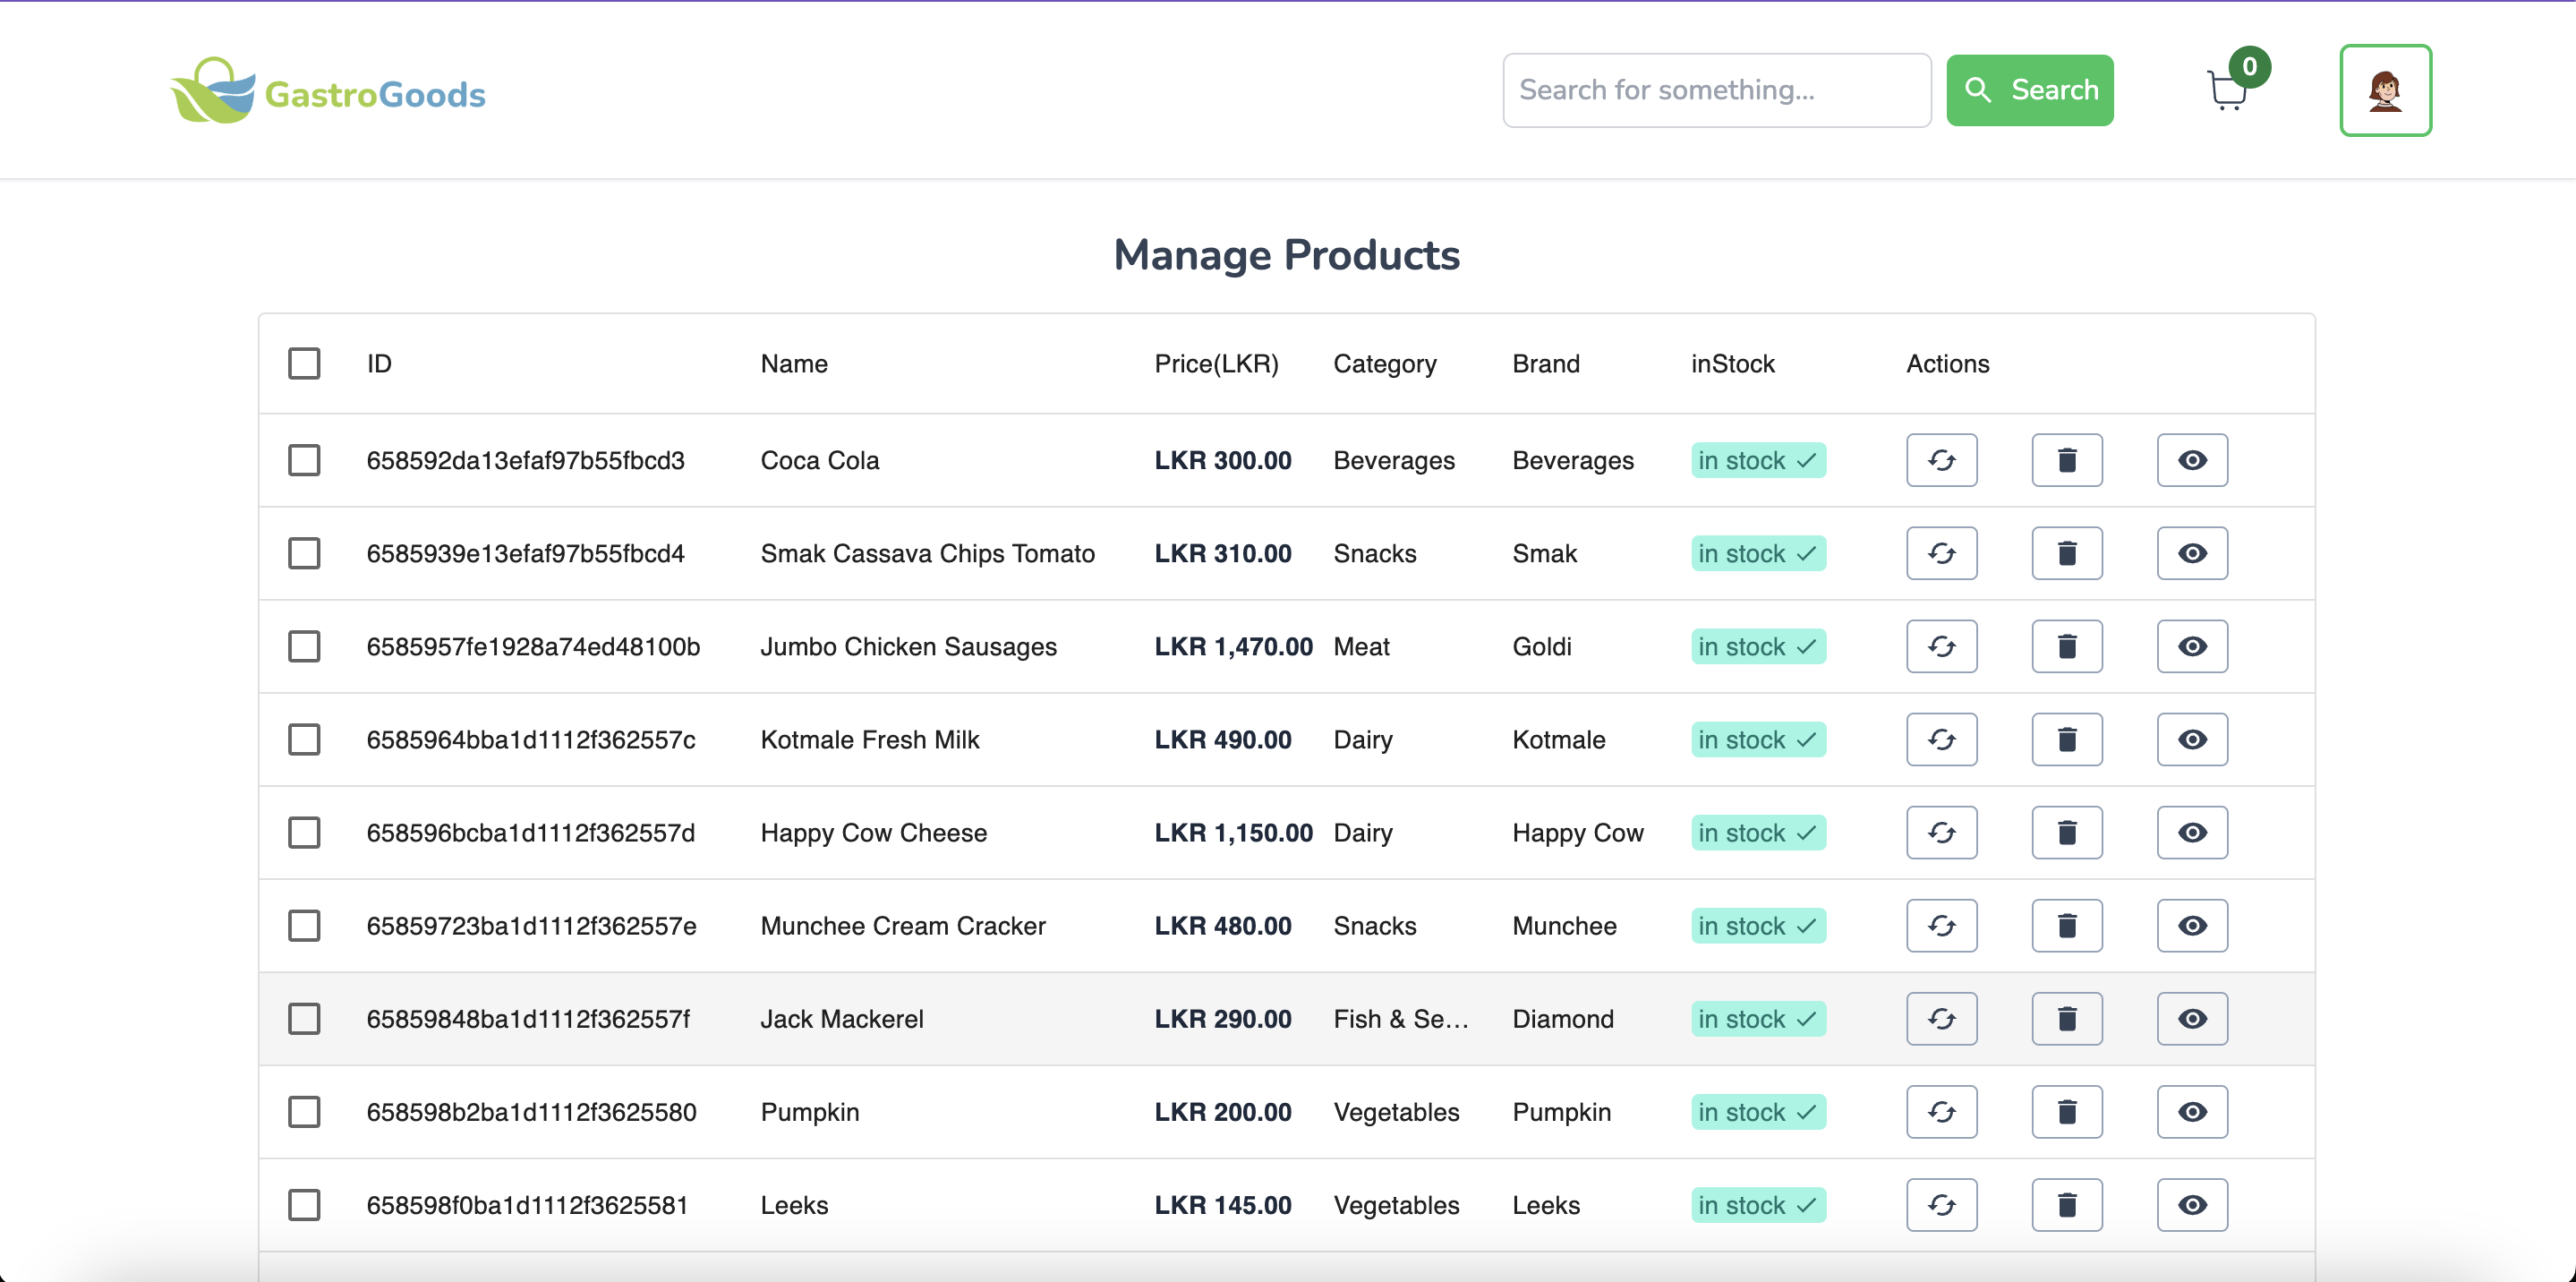 GastroGoods Search for something... Search 0
Manage Products
ID Name Price(LKR) Category Brand inStock Actions
658592da13efaf97b55fbcd3 Coca Cola LKR 300.00 Beverages Beverages in stock
6585939e13efaf97b55fbcd4 Smak Cassava Chips Tomato LKR 310.00 Snacks Smak in stock
6585957fe1928a74ed48100b Jumbo Chicken Sausages LKR 1,470.00 Meat Goldi in stock
6585964bba1d1112f362557c Kotmale Fresh Milk LKR 490.00 Dairy Kotmale in stock
658596bcba1d1112f362557d Happy Cow Cheese LKR 1,150.00 Dairy Happy Cow in stock
65859723ba1d1112f362557e Munchee Cream Cracker LKR 480.00 Snacks Munchee in stock
65859848ba1d1112f362557f Jack Mackerel LKR 290.00 Fish & Se... Diamond in stock
658598b2ba1d1112f3625580 Pumpkin LKR 200.00 Vegetables Pumpkin in stock
658598f0ba1d1112f3625581 Leeks LKR 145.00 Vegetables Leeks in stock